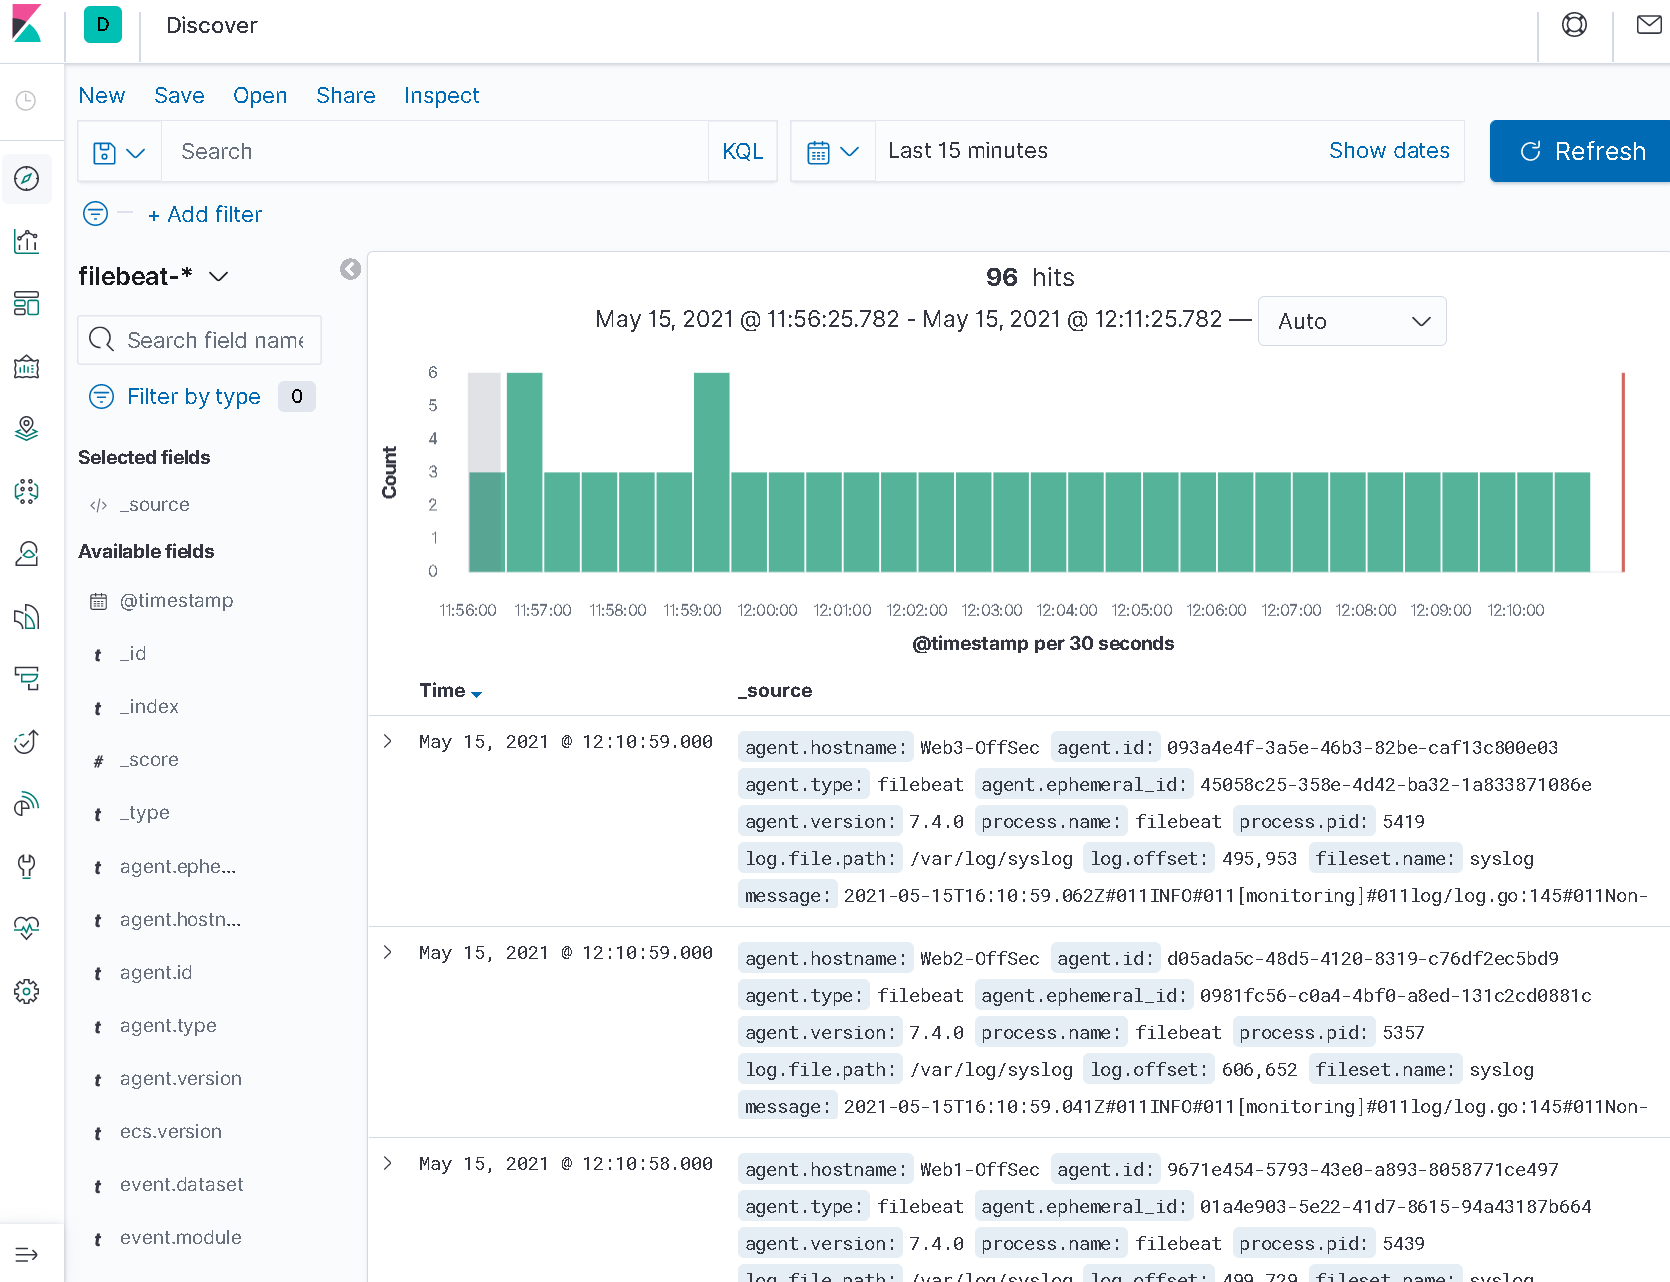 D Discover
New Save Open Share Inspect
Search KQL Last 15 minutes Show dates Refresh
+ Add filter
filebeat-*
Search field name
Filter by type 0
Selected fields
_source
Available fields
@timestamp
t _id
t _index
# _score
t _type
t agent.ephe...
t agent.hostn...
t agent.id
t agent.type
t agent.version
t ecs.version
t event.dataset
t event.module
96 hits
May 15, 2021 @ 11:56:25.782 - May 15, 2021 @ 12:11:25.782 — Auto
Count
6
5
4
3
2
1
0
11:56:00 11:57:00 11:58:00 11:59:00 12:00:00 12:01:00 12:02:00 12:03:00 12:04:00 12:05:00 12:06:00 12:07:00 12:08:00 12:09:00 12:10:00
@timestamp per 30 seconds
Time _source
May 15, 2021 @ 12:10:59.000 agent.hostname: Web3-OffSec agent.id: 093a4e4f-3a5e-46b3-82be-caf13c800e03
agent.type: filebeat agent.ephemeral_id: 45058c25-358e-4d42-ba32-1a833871086e
agent.version: 7.4.0 process.name: filebeat process.pid: 5419
log.file.path: /var/log/syslog log.offset: 495,953 fileset.name: syslog
message: 2021-05-15T16:10:59.062Z#011INFO#011[monitoring]#011log/log.go:145#011Non-
May 15, 2021 @ 12:10:59.000 agent.hostname: Web2-OffSec agent.id: d05ada5c-48d5-4120-8319-c76df2ec5bd9
agent.type: filebeat agent.ephemeral_id: 0981fc56-c0a4-4bf0-a8ed-131c2cd0881c
agent.version: 7.4.0 process.name: filebeat process.pid: 5357
log.file.path: /var/log/syslog log.offset: 606,652 fileset.name: syslog
message: 2021-05-15T16:10:59.041Z#011INFO#011[monitoring]#011log/log.go:145#011Non-
May 15, 2021 @ 12:10:58.000 agent.hostname: Web1-OffSec agent.id: 9671e454-5793-43e0-a893-8058771ce497
agent.type: filebeat agent.ephemeral_id: 01a4e903-5e22-41d7-8615-94a43187b664
agent.version: 7.4.0 process.name: filebeat process.pid: 5439
log.file.path: /var/log/syslog log.offset: 499,729 fileset.name: syslog